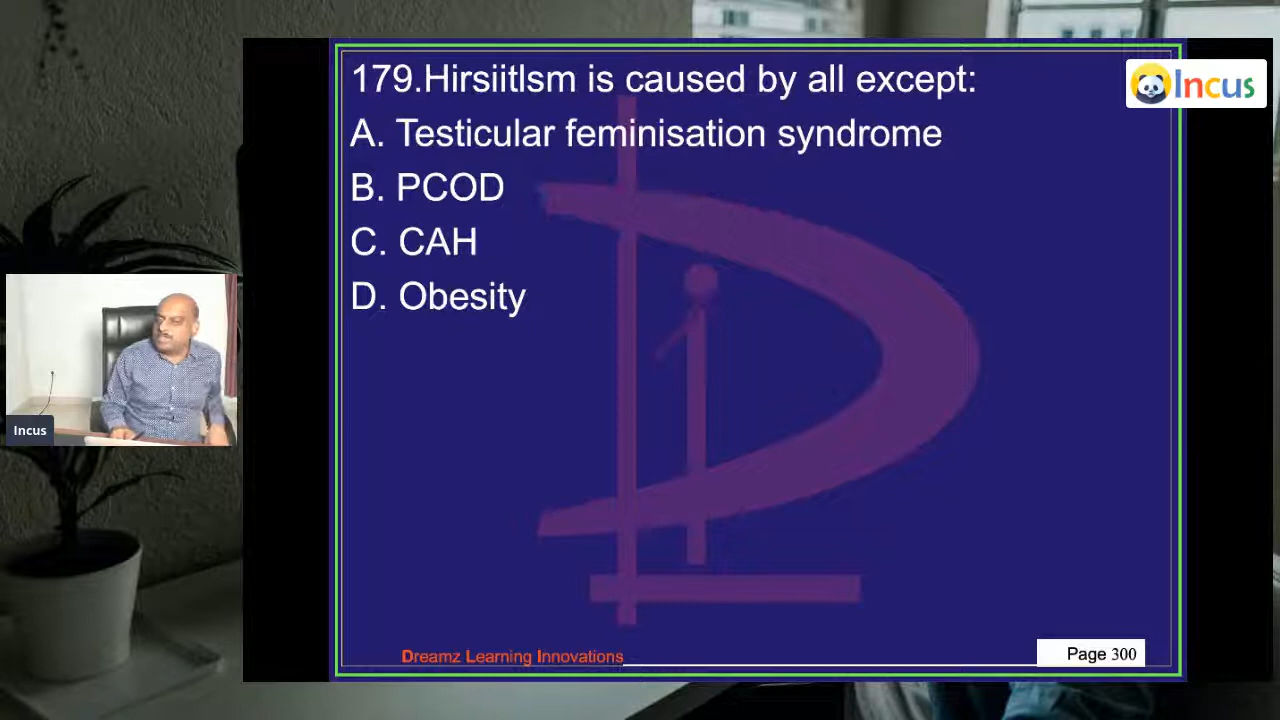 179.HirsiitIsm is caused by all except:
A. Testicular feminisation syndrome
B. PCOD
C. CAH
D. Obesity
Incus
Incus
Dreamz Learning Innovations
Page 300